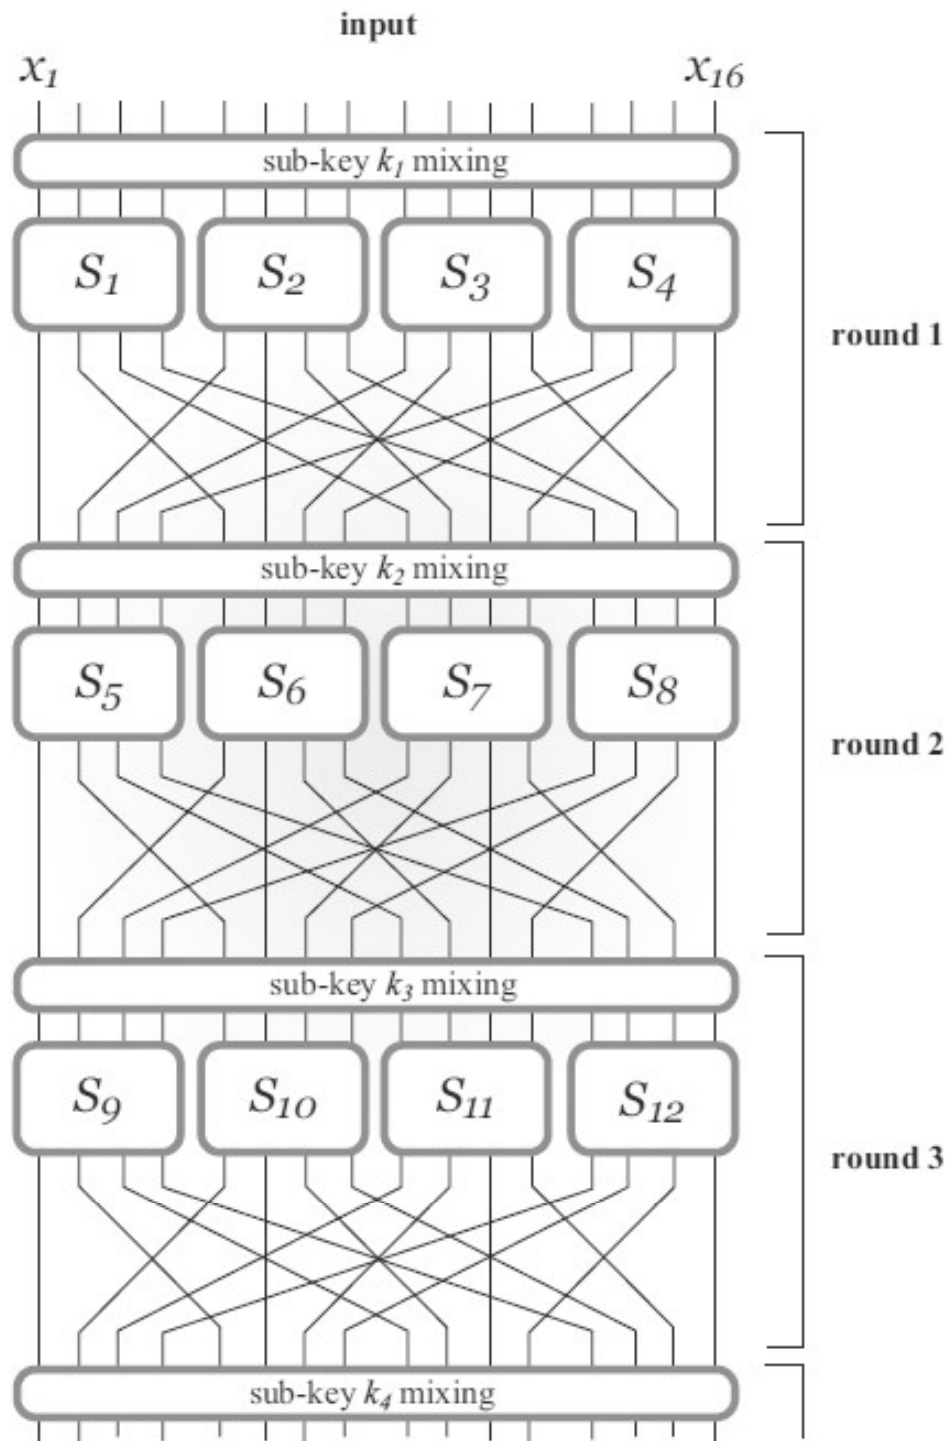 input
x₁ x₁₆
sub-key k₁ mixing
S₁ S₂ S₃ S₄
round 1
sub-key k₂ mixing
S₅ S₆ S₇ S₈
round 2
sub-key k₃ mixing
S₉ S₁₀ S₁₁ S₁₂
round 3
sub-key k₄ mixing